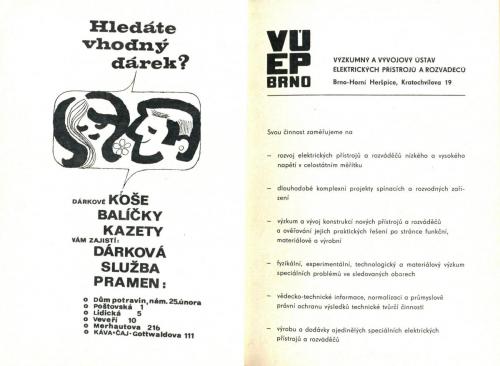 Hledáte
vhodný
dárek?
DÁRKOVÉ KOŠE
BALÍČKY
KAZETY
VÁM ZAJISTÍ:
DÁRKOVÁ
SLUŽBA
PRAMEN:
o Dům potravin, nám. 25.února
o Poštovská 1
o Lidická 5
o Veveří 10
o Merhautova 216
o KÁVA-ČAJ-Gottwaldova 111
VÚ
EP
BRNO
VÝZKUMNÝ A VÝVOJOVÝ ÚSTAV
ELEKTRICKÝCH PŘÍSTROJŮ A ROZVADĚČŮ
Brno-Horní Heršpice, Kratochvílova 19
Svou činnost zaměřujeme na
– rozvoj elektrických přístrojů a rozváděčů nízkého a vysokého
napětí v celostátním měřítku
– dlouhodobé komplexní projekty spínacích a rozvodných zaří-
zení
– výzkum a vývoj konstrukcí nových přístrojů a rozváděčů
a ověřování jejich praktických řešení po stránce funkční,
materiálové a výrobní
– fyzikální, experimentální, technologický a materiálový výzkum
speciálních problémů ve sledovaných oborech
– vědecko-technické informace, normalizaci a průmyslově
právní ochranu výsledků technické tvůrčí činnosti
– výrobu a dodávky ojedinělých speciálních elektrických
přístrojů a rozváděčů